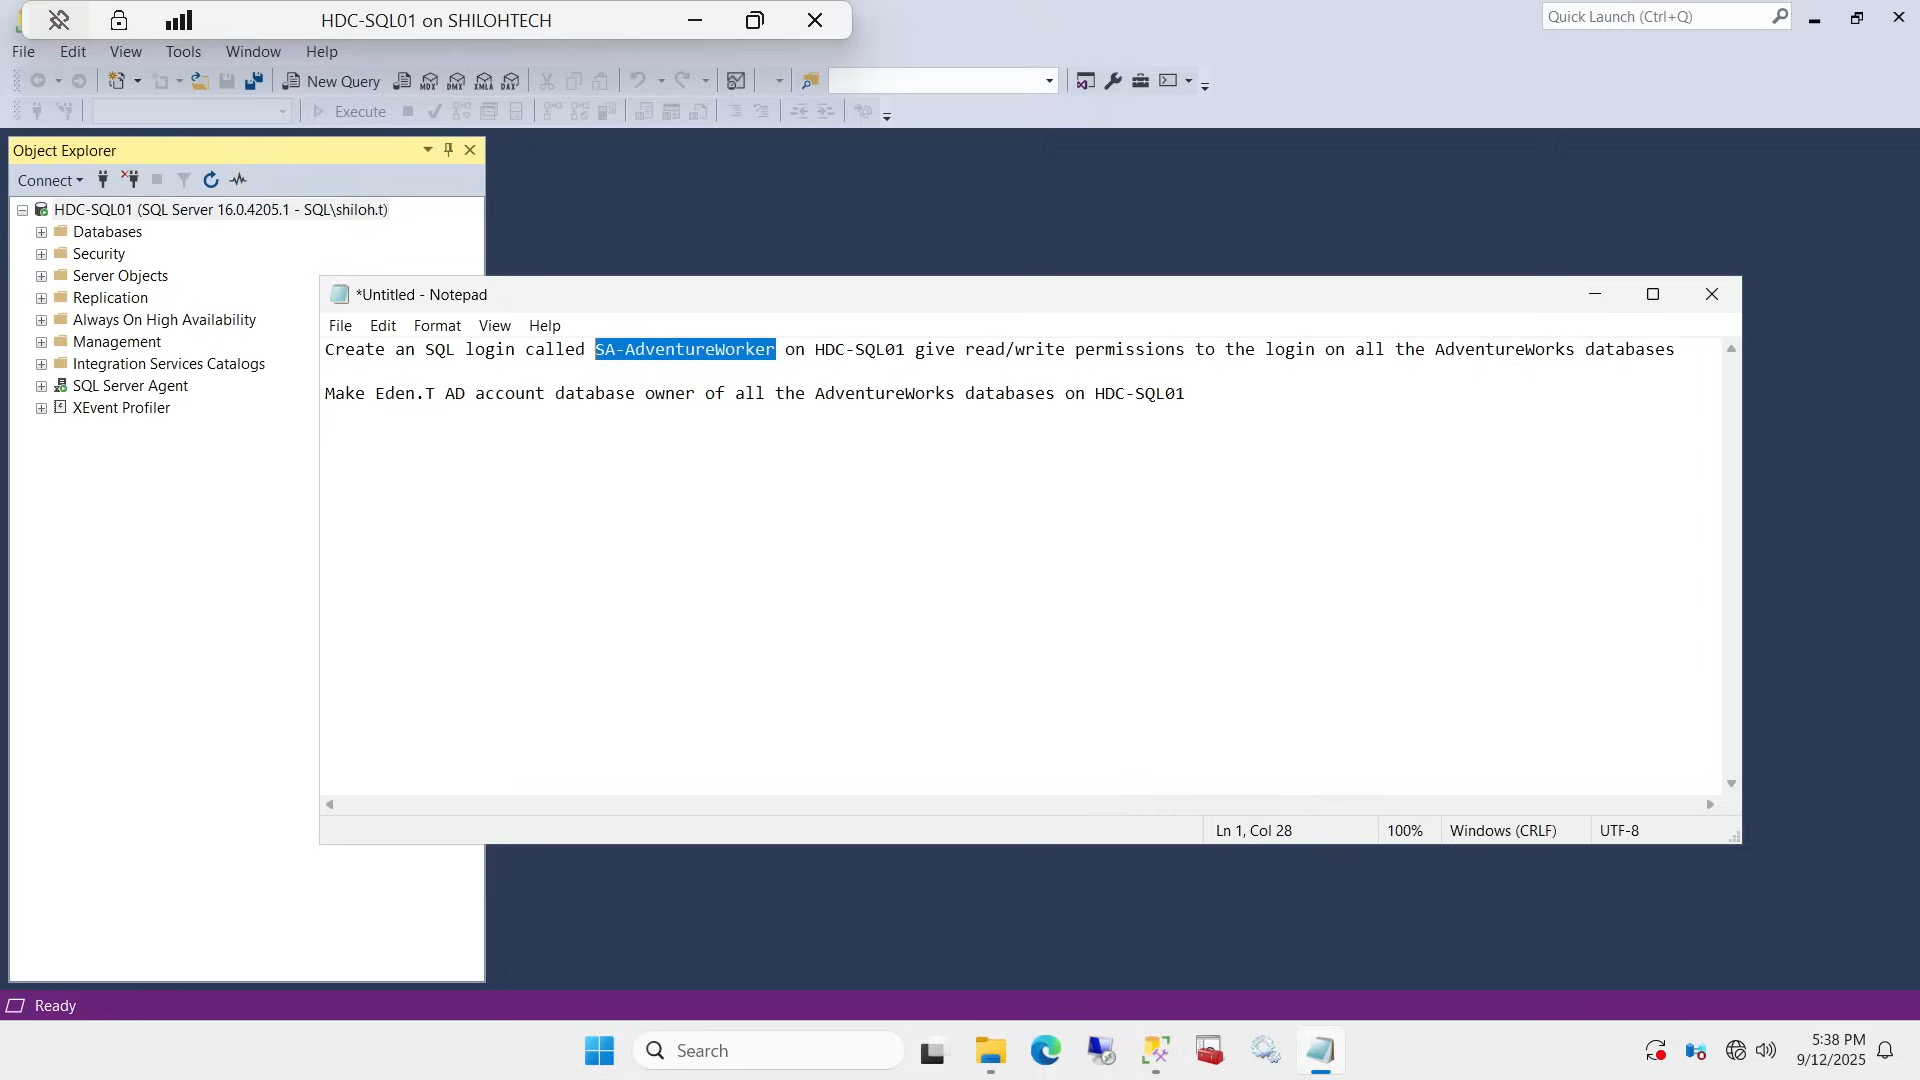 HDC-SQL01 on SHILOHTECH
Quick Launch (Ctrl+Q)
File Edit View Tools Window Help
New Query
MDX DMX XMLA DAX
Execute
Object Explorer
Connect
HDC-SQL01 (SQL Server 16.0.4205.1 - SQL\shiloh.t)
Databases
Security
Server Objects
Replication
Always On High Availability
Management
Integration Services Catalogs
SQL Server Agent
XEvent Profiler
*Untitled - Notepad
File Edit Format View Help
Create an SQL login called SA-AdventureWorker on HDC-SQL01 give read/write permissions to the login on all the AdventureWorks databases
Make Eden.T AD account database owner of all the AdventureWorks databases on HDC-SQL01
Ln 1, Col 28 100% Windows (CRLF) UTF-8
Ready
Search
5:38 PM
9/12/2025